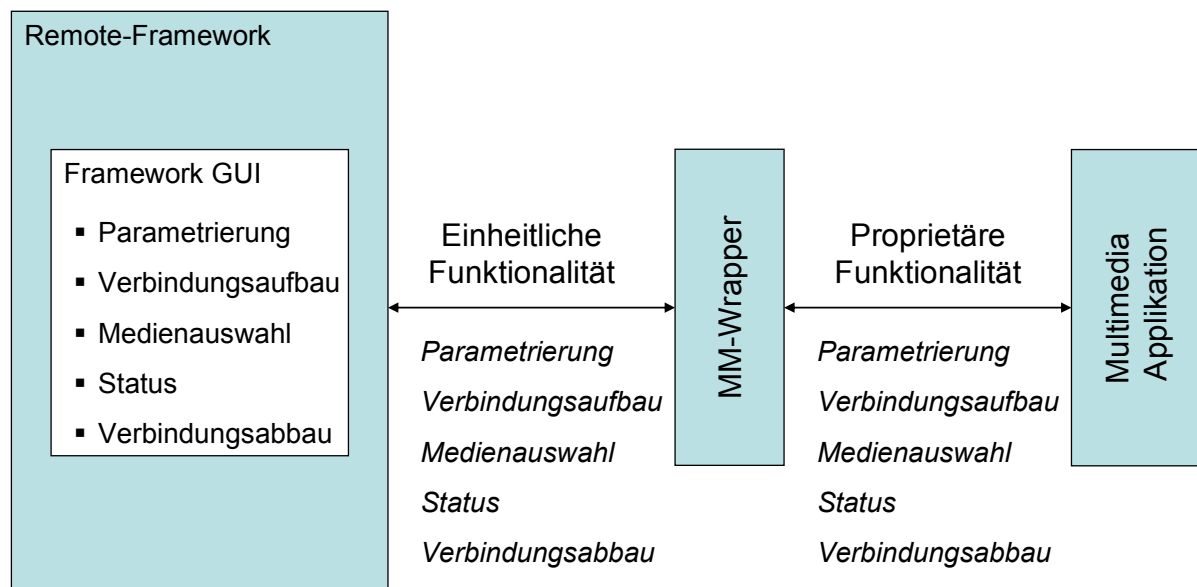 Remote-Framework
Framework GUI
▪ Parametrierung
▪ Verbindungsaufbau
▪ Medienauswahl
▪ Status
▪ Verbindungsabbau
Einheitliche
Funktionalität
Parametrierung
Verbindungsaufbau
Medienauswahl
Status
Verbindungsabbau
MM-Wrapper
Proprietäre
Funktionalität
Parametrierung
Verbindungsaufbau
Medienauswahl
Status
Verbindungsabbau
Multimedia
Applikation